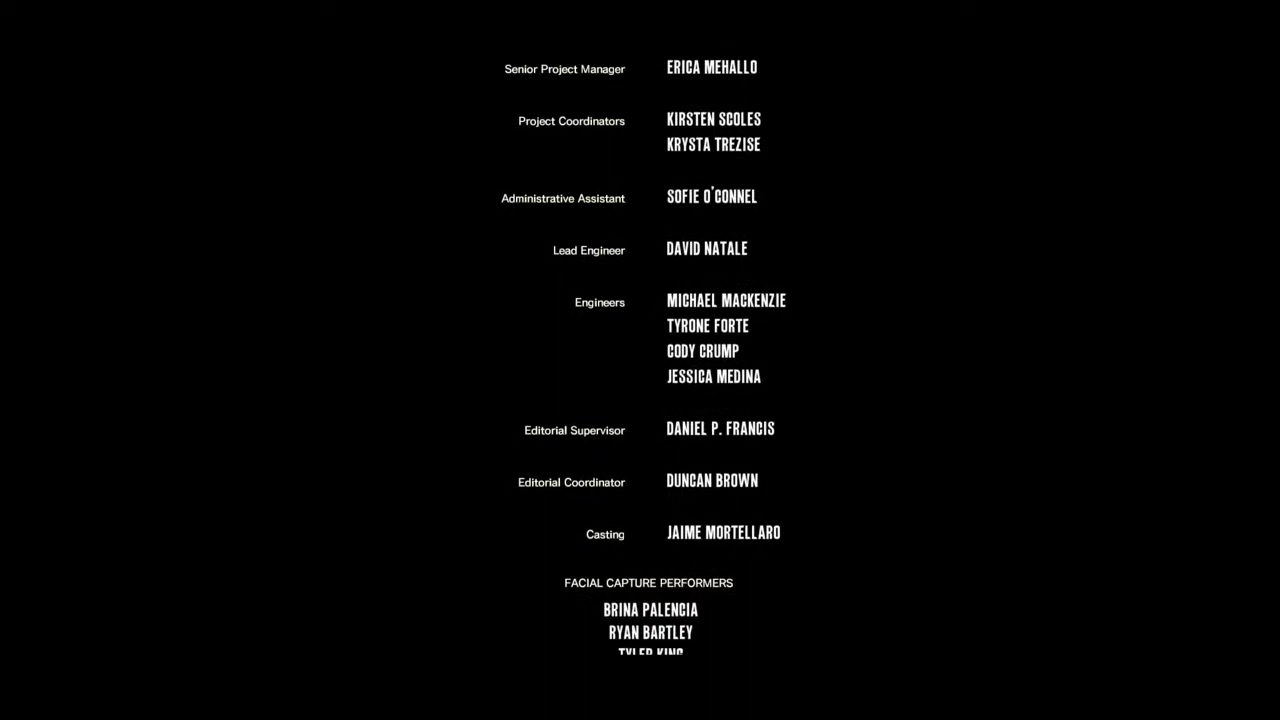 Senior Project Manager ERICA MEHALLO
Project Coordinators KIRSTEN SCOLES
KRYSTA TREZISE
Administrative Assistant SOFIE O'CONNEL
Lead Engineer DAVID NATALE
Engineers MICHAEL MACKENZIE
TYRONE FORTE
CODY CRUMP
JESSICA MEDINA
Editorial Supervisor DANIEL P. FRANCIS
Editorial Coordinator DUNCAN BROWN
Casting JAIME MORTELLARO
FACIAL CAPTURE PERFORMERS
BRINA PALENCIA
RYAN BARTLEY
TYLER KING